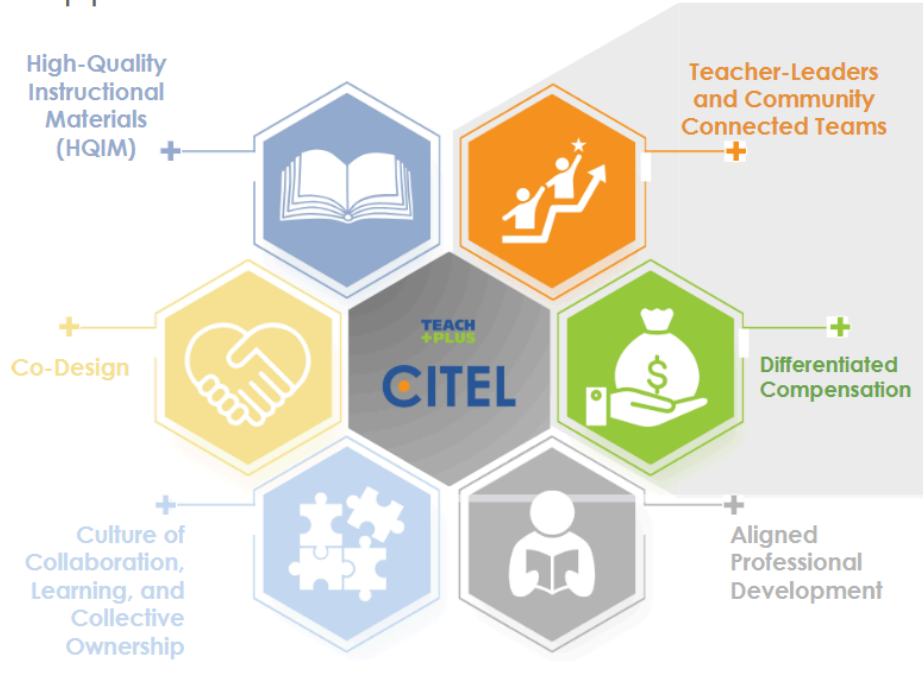 High-Quality
Instructional
Materials
(HQIM)
Teacher-Leaders
and Community
Connected Teams
TEACH
+PLUS
CITEL
$
Co-Design
Differentiated
Compensation
Culture of
Collaboration,
Learning, and
Collective
Ownership
Aligned
Professional
Development